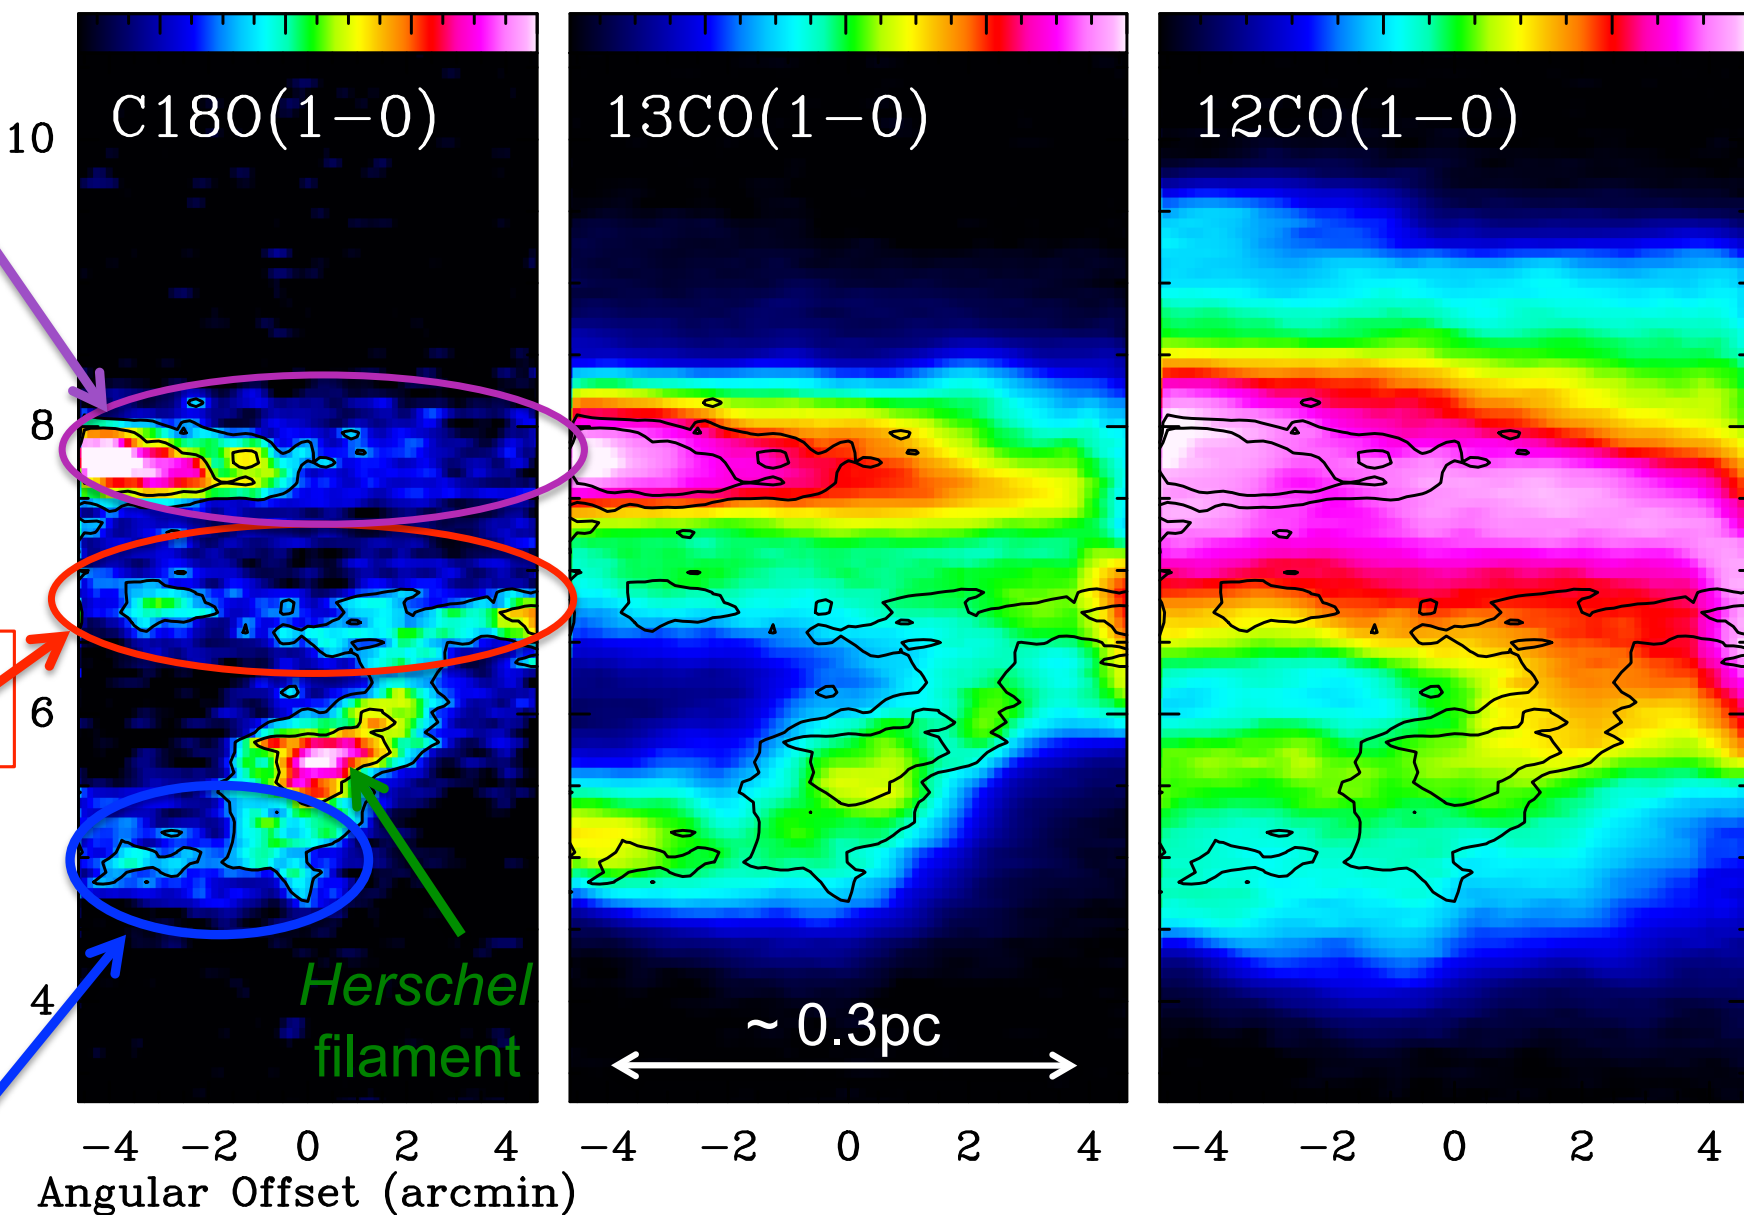 C18O(1−0)
13CO(1−0)
12CO(1−0)
10
8
6
4
Herschel
filament
~ 0.3pc
−4 −2 0 2 4
−4 −2 0 2 4
−4 −2 0 2 4
Angular Offset (arcmin)